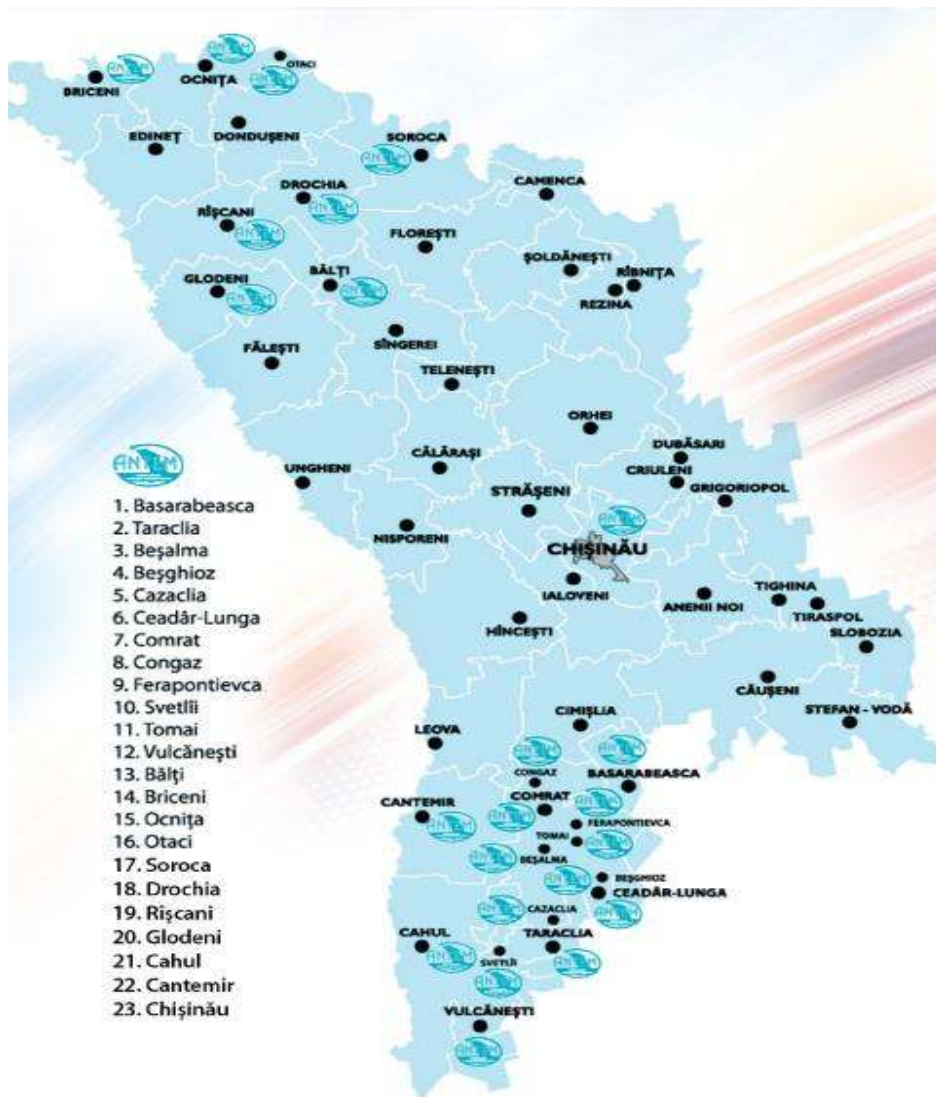 OTACI
OCNIȚA
BRICENI
EDINEȚ
DONDUȘENI
SOROCA
DROCHIA
CAMENCA
RÎȘCANI
FLOREȘTI
ȘOLDĂNEȘTI
RÎBNIȚA
REZINA
GLODENI
BĂLȚI
SÎNGEREI
FĂLEȘTI
TELENEȘTI
ORHEI
DUBĂSARI
CRIULENI
GRIGORIOPOL
UNGHENI
CĂLĂRAȘI
STRĂȘENI
NISPORENI
CHIȘINĂU
IALOVENI
ANENII NOI
TIGHINA
TIRASPOL
SLOBOZIA
HÎNCEȘTI
CĂUȘENI
STEFAN - VODĂ
CIMIȘLIA
LEOVA
CONGAZ
BASARABEASCA
COMRAT
CANTEMIR
FERAPONTIEVCA
TOMAI
BEȘALMA
BEȘGHIOZ
CEADÂR-LUNGA
CAZACLIA
TARACLIA
CAHUL
SVETLÎI
VULCĂNEȘTI
1. Basarabeasca
2. Taraclia
3. Beșalma
4. Beșghioz
5. Cazaclia
6. Ceadâr-Lunga
7. Comrat
8. Congaz
9. Ferapontievca
10. Svetlîi
11. Tomai
12. Vulcănești
13. Bălți
14. Briceni
15. Ocnița
16. Otaci
17. Soroca
18. Drochia
19. Rîșcani
20. Glodeni
21. Cahul
22. Cantemir
23. Chișinău